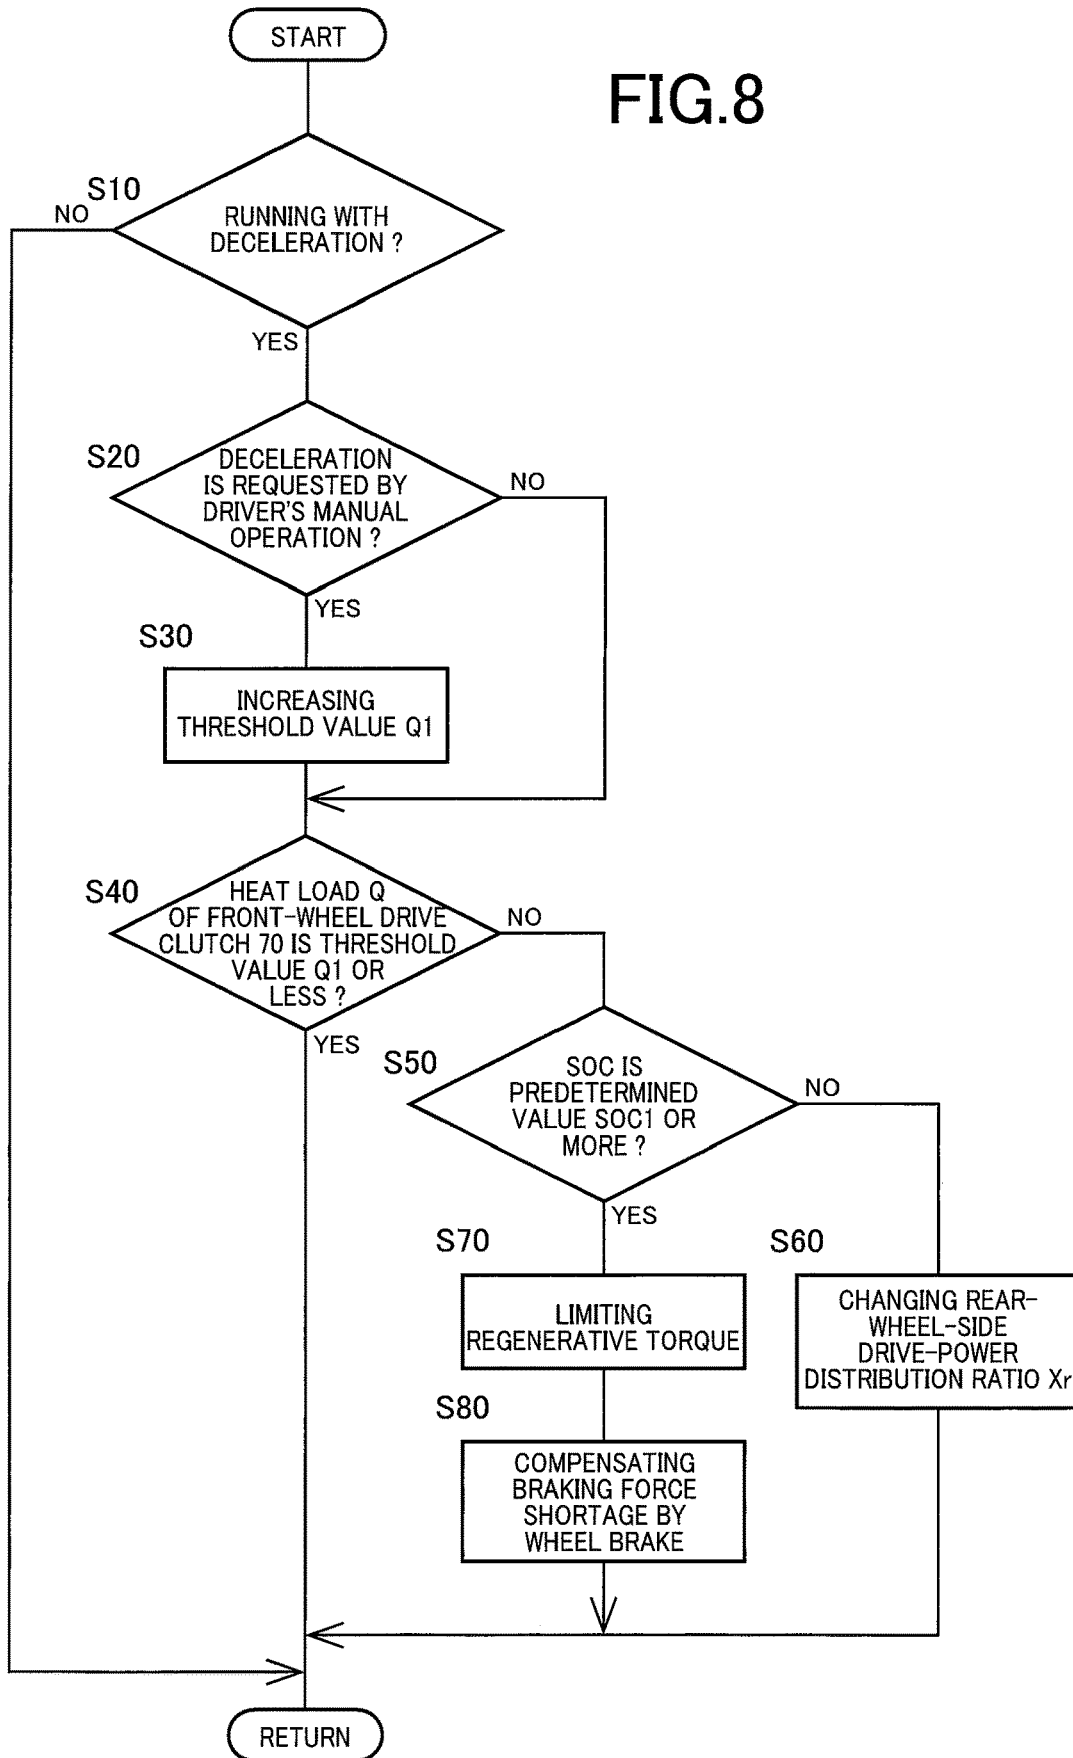 START
FIG.8
S10
NO
RUNNING WITH
DECELERATION ?
YES
S20
DECELERATION
IS REQUESTED BY
DRIVER'S MANUAL
OPERATION ?
NO
YES
S30
INCREASING
THRESHOLD VALUE Q1
S40
HEAT LOAD Q
OF FRONT-WHEEL DRIVE
CLUTCH 70 IS THRESHOLD
VALUE Q1 OR
LESS ?
NO
YES
S50
SOC IS
PREDETERMINED
VALUE SOC1 OR
MORE ?
NO
YES
S70
LIMITING
REGENERATIVE TORQUE
S60
CHANGING REAR-
WHEEL-SIDE
DRIVE-POWER
DISTRIBUTION RATIO Xr
S80
COMPENSATING
BRAKING FORCE
SHORTAGE BY
WHEEL BRAKE
RETURN